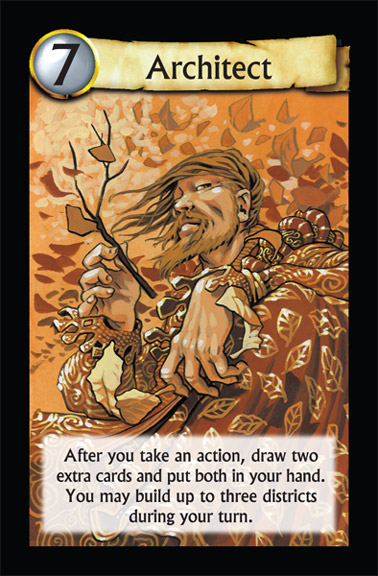 7
Architect
After you take an action, draw two
extra cards and put both in your hand.
You may build up to three districts
during your turn.